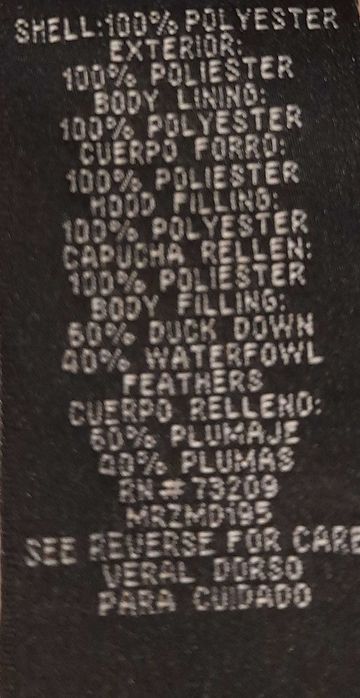 SHELL:100% POLYESTER
EXTERIOR:
100% POLIESTER
BODY LINING:
100% POLYESTER
CUERPO FORRO:
100% POLIESTER
HOOD FILLING:
100% POLYESTER
CAPUCHA RELLEN:
100% POLIESTER
BODY FILLING:
60% DUCK DOWN
40% WATERFOWL
FEATHERS
CUERPO RELLENO:
60% PLUMAJE
40% PLUMAS
RN#73209
MRZMD195
SEE REVERSE FOR CARE
VERAL DORSO
PARA CUIDADO